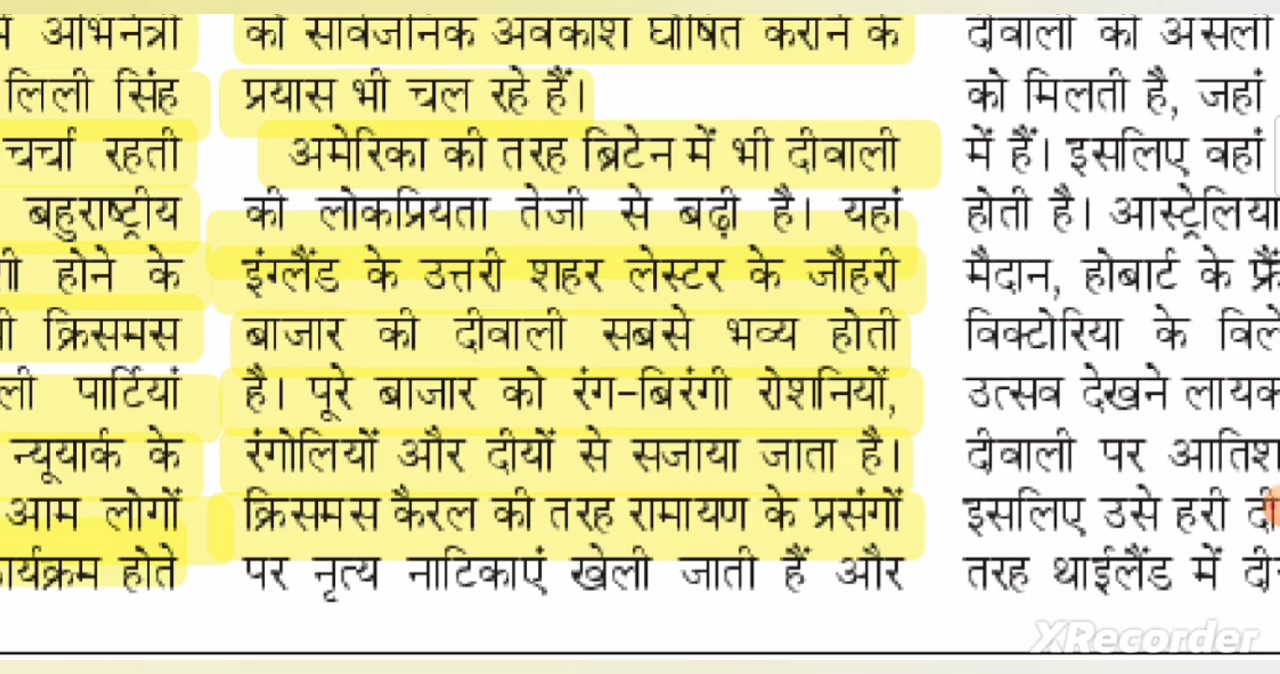 अभिनेत्री
लिली सिंह
चर्चा रहती
बहुराष्ट्रीय
होने के
क्रिसमस
पार्टियां
न्यूयार्क के
आम लोगों
होते
को सार्वजनिक अवकाश घोषित कराने के
प्रयास भी चल रहे हैं।
अमेरिका की तरह ब्रिटेन में भी दीवाली
की लोकप्रियता तेजी से बढ़ी है। यहां
इंग्लैंड के उत्तरी शहर लेस्टर के जौहरी
बाजार की दीवाली सबसे भव्य होती
है। पूरे बाजार को रंग-बिरंगी रोशनियों,
रंगोलियों और दीयों से सजाया जाता है।
क्रिसमस कैरल की तरह रामायण के प्रसंगों
पर नृत्य नाटिकाएं खेली जाती हैं और
दीवाली की असली
को मिलती है, जहां
में हैं। इसलिए वहां
होती है। आस्ट्रेलिया
मैदान, होबार्ट के
विक्टोरिया के
उत्सव देखने लायक
दीवाली पर
इसलिए उसे हरी
तरह थाईलैंड में
XRecorder